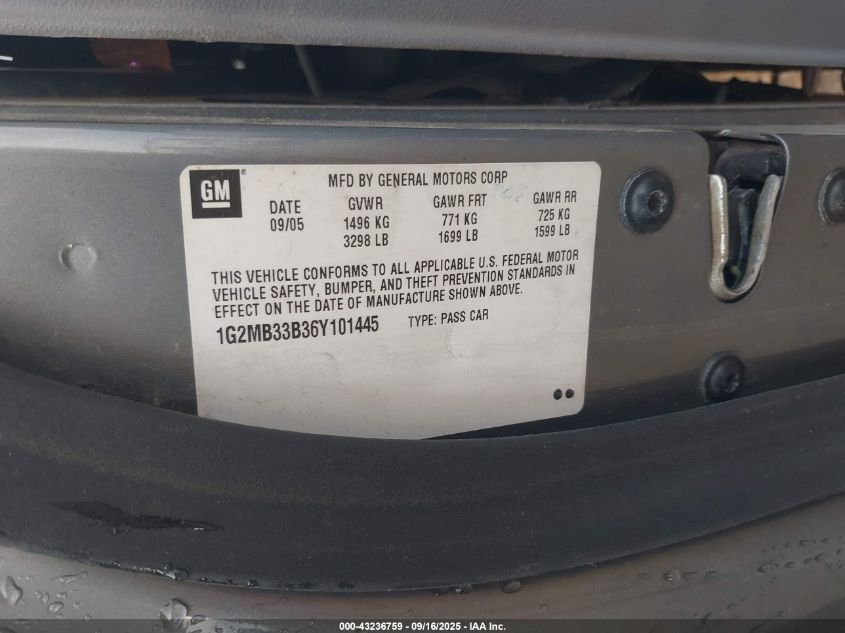 GM
MFD BY GENERAL MOTORS CORP
DATE GVWR GAWR FRT GAWR RR
09/05 1496 KG 771 KG 725 KG
3298 LB 1699 LB 1599 LB
THIS VEHICLE CONFORMS TO ALL APPLICABLE U.S. FEDERAL MOTOR
VEHICLE SAFETY, BUMPER, AND THEFT PREVENTION STANDARDS IN
EFFECT ON THE DATE OF MANUFACTURE SHOWN ABOVE.
1G2MB33B36Y101445 TYPE: PASS CAR
000-43236759 - 09/16/2025 - IAA Inc.